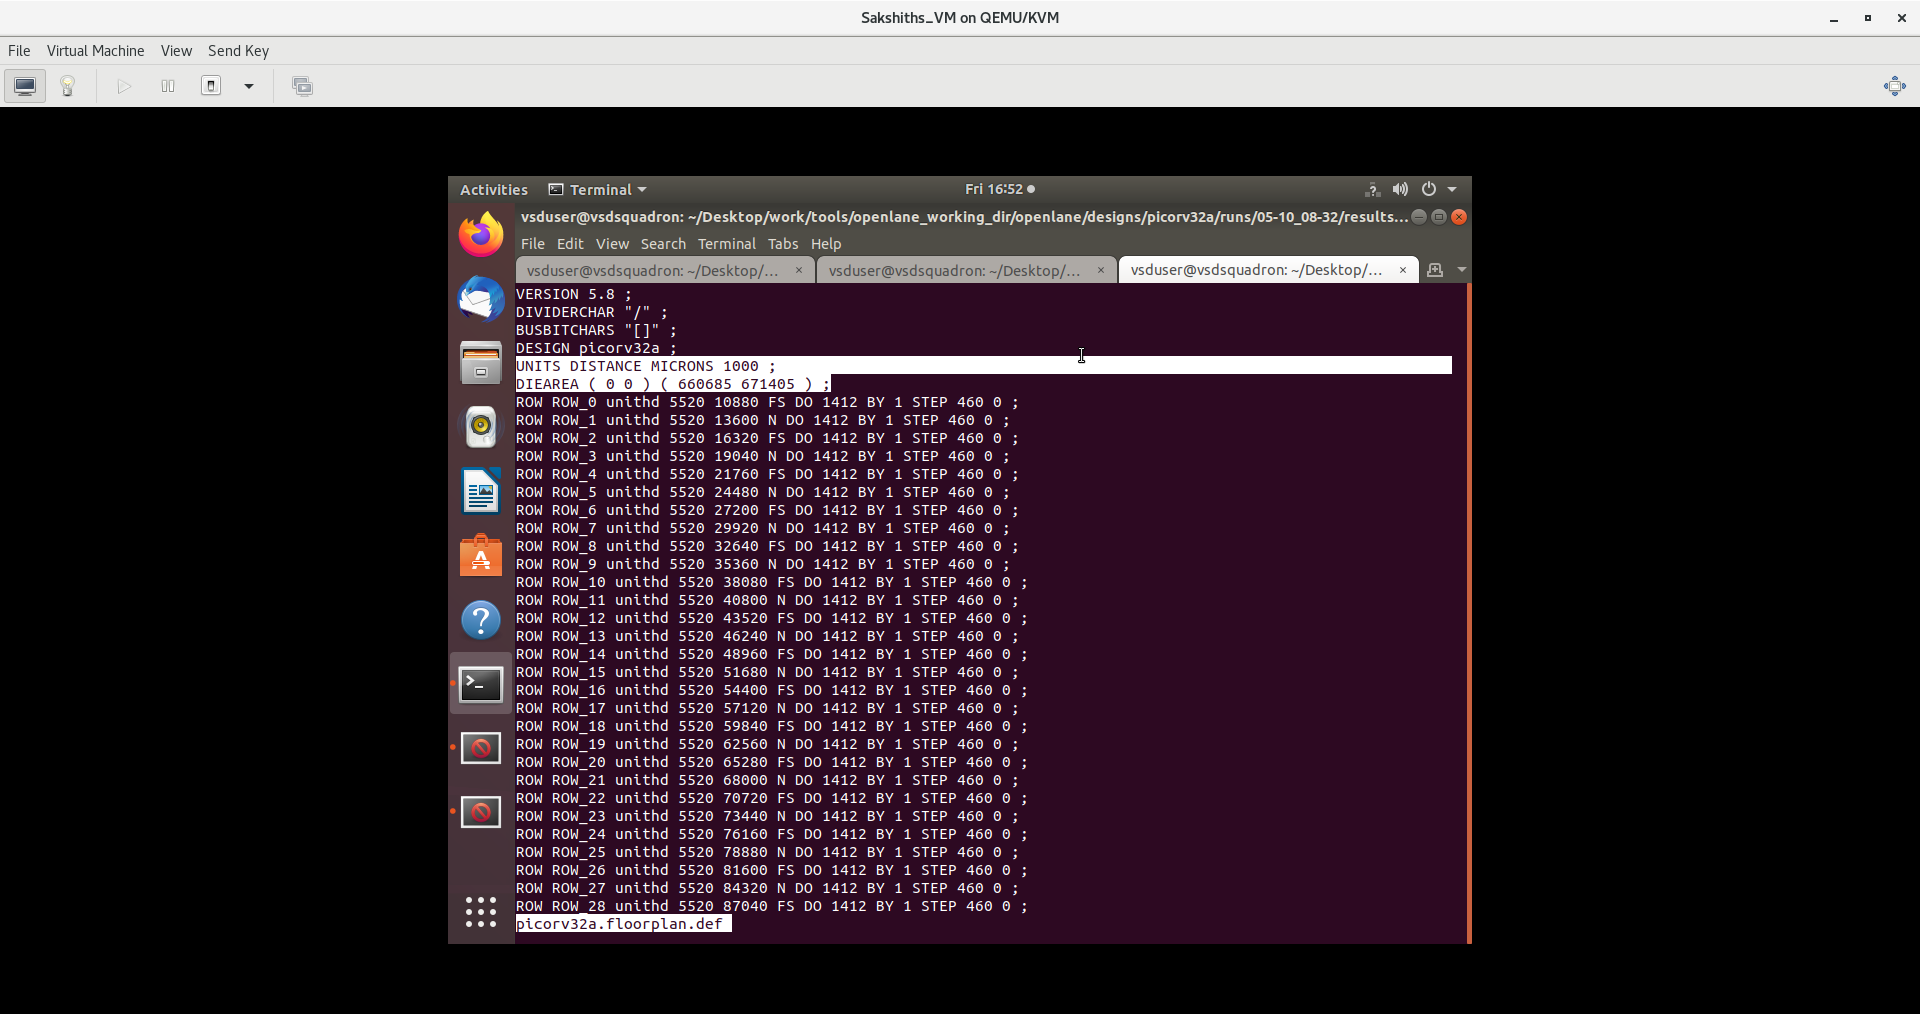 Sakshiths_VM on QEMU/KVM
File Virtual Machine View Send Key
Activities Terminal Fri 16:52
vsduser@vsdsquadron: ~/Desktop/work/tools/openlane_working_dir/openlane/designs/picorv32a/runs/05-10_08-32/results...
File Edit View Search Terminal Tabs Help
vsduser@vsdsquadron: ~/Desktop/... × vsduser@vsdsquadron: ~/Desktop/... × vsduser@vsdsquadron: ~/Desktop/... ×
VERSION 5.8 ;
DIVIDERCHAR "/" ;
BUSBITCHARS "[]" ;
DESIGN picorv32a ;
UNITS DISTANCE MICRONS 1000 ;
DIEAREA ( 0 0 ) ( 660685 671405 ) ;
ROW ROW_0 unithd 5520 10880 FS DO 1412 BY 1 STEP 460 0 ;
ROW ROW_1 unithd 5520 13600 N DO 1412 BY 1 STEP 460 0 ;
ROW ROW_2 unithd 5520 16320 FS DO 1412 BY 1 STEP 460 0 ;
ROW ROW_3 unithd 5520 19040 N DO 1412 BY 1 STEP 460 0 ;
ROW ROW_4 unithd 5520 21760 FS DO 1412 BY 1 STEP 460 0 ;
ROW ROW_5 unithd 5520 24480 N DO 1412 BY 1 STEP 460 0 ;
ROW ROW_6 unithd 5520 27200 FS DO 1412 BY 1 STEP 460 0 ;
ROW ROW_7 unithd 5520 29920 N DO 1412 BY 1 STEP 460 0 ;
ROW ROW_8 unithd 5520 32640 FS DO 1412 BY 1 STEP 460 0 ;
ROW ROW_9 unithd 5520 35360 N DO 1412 BY 1 STEP 460 0 ;
ROW ROW_10 unithd 5520 38080 FS DO 1412 BY 1 STEP 460 0 ;
ROW ROW_11 unithd 5520 40800 N DO 1412 BY 1 STEP 460 0 ;
ROW ROW_12 unithd 5520 43520 FS DO 1412 BY 1 STEP 460 0 ;
ROW ROW_13 unithd 5520 46240 N DO 1412 BY 1 STEP 460 0 ;
ROW ROW_14 unithd 5520 48960 FS DO 1412 BY 1 STEP 460 0 ;
ROW ROW_15 unithd 5520 51680 N DO 1412 BY 1 STEP 460 0 ;
ROW ROW_16 unithd 5520 54400 FS DO 1412 BY 1 STEP 460 0 ;
ROW ROW_17 unithd 5520 57120 N DO 1412 BY 1 STEP 460 0 ;
ROW ROW_18 unithd 5520 59840 FS DO 1412 BY 1 STEP 460 0 ;
ROW ROW_19 unithd 5520 62560 N DO 1412 BY 1 STEP 460 0 ;
ROW ROW_20 unithd 5520 65280 FS DO 1412 BY 1 STEP 460 0 ;
ROW ROW_21 unithd 5520 68000 N DO 1412 BY 1 STEP 460 0 ;
ROW ROW_22 unithd 5520 70720 FS DO 1412 BY 1 STEP 460 0 ;
ROW ROW_23 unithd 5520 73440 N DO 1412 BY 1 STEP 460 0 ;
ROW ROW_24 unithd 5520 76160 FS DO 1412 BY 1 STEP 460 0 ;
ROW ROW_25 unithd 5520 78880 N DO 1412 BY 1 STEP 460 0 ;
ROW ROW_26 unithd 5520 81600 FS DO 1412 BY 1 STEP 460 0 ;
ROW ROW_27 unithd 5520 84320 N DO 1412 BY 1 STEP 460 0 ;
ROW ROW_28 unithd 5520 87040 FS DO 1412 BY 1 STEP 460 0 ;
picorv32a.floorplan.def